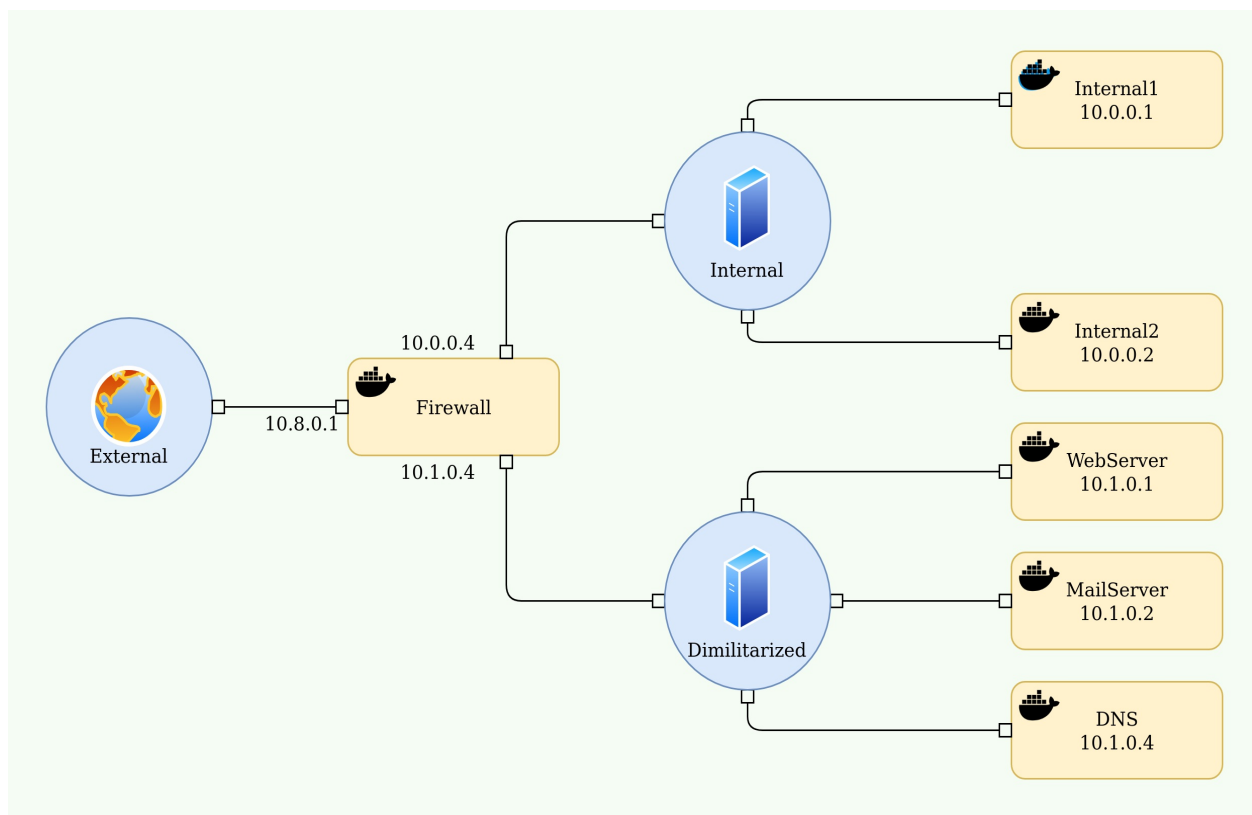 Internal1
10.0.0.1
Internal
Internal2
10.0.0.2
10.0.0.4
External
10.8.0.1
Firewall
10.1.0.4
WebServer
10.1.0.1
Dimilitarized
MailServer
10.1.0.2
DNS
10.1.0.4